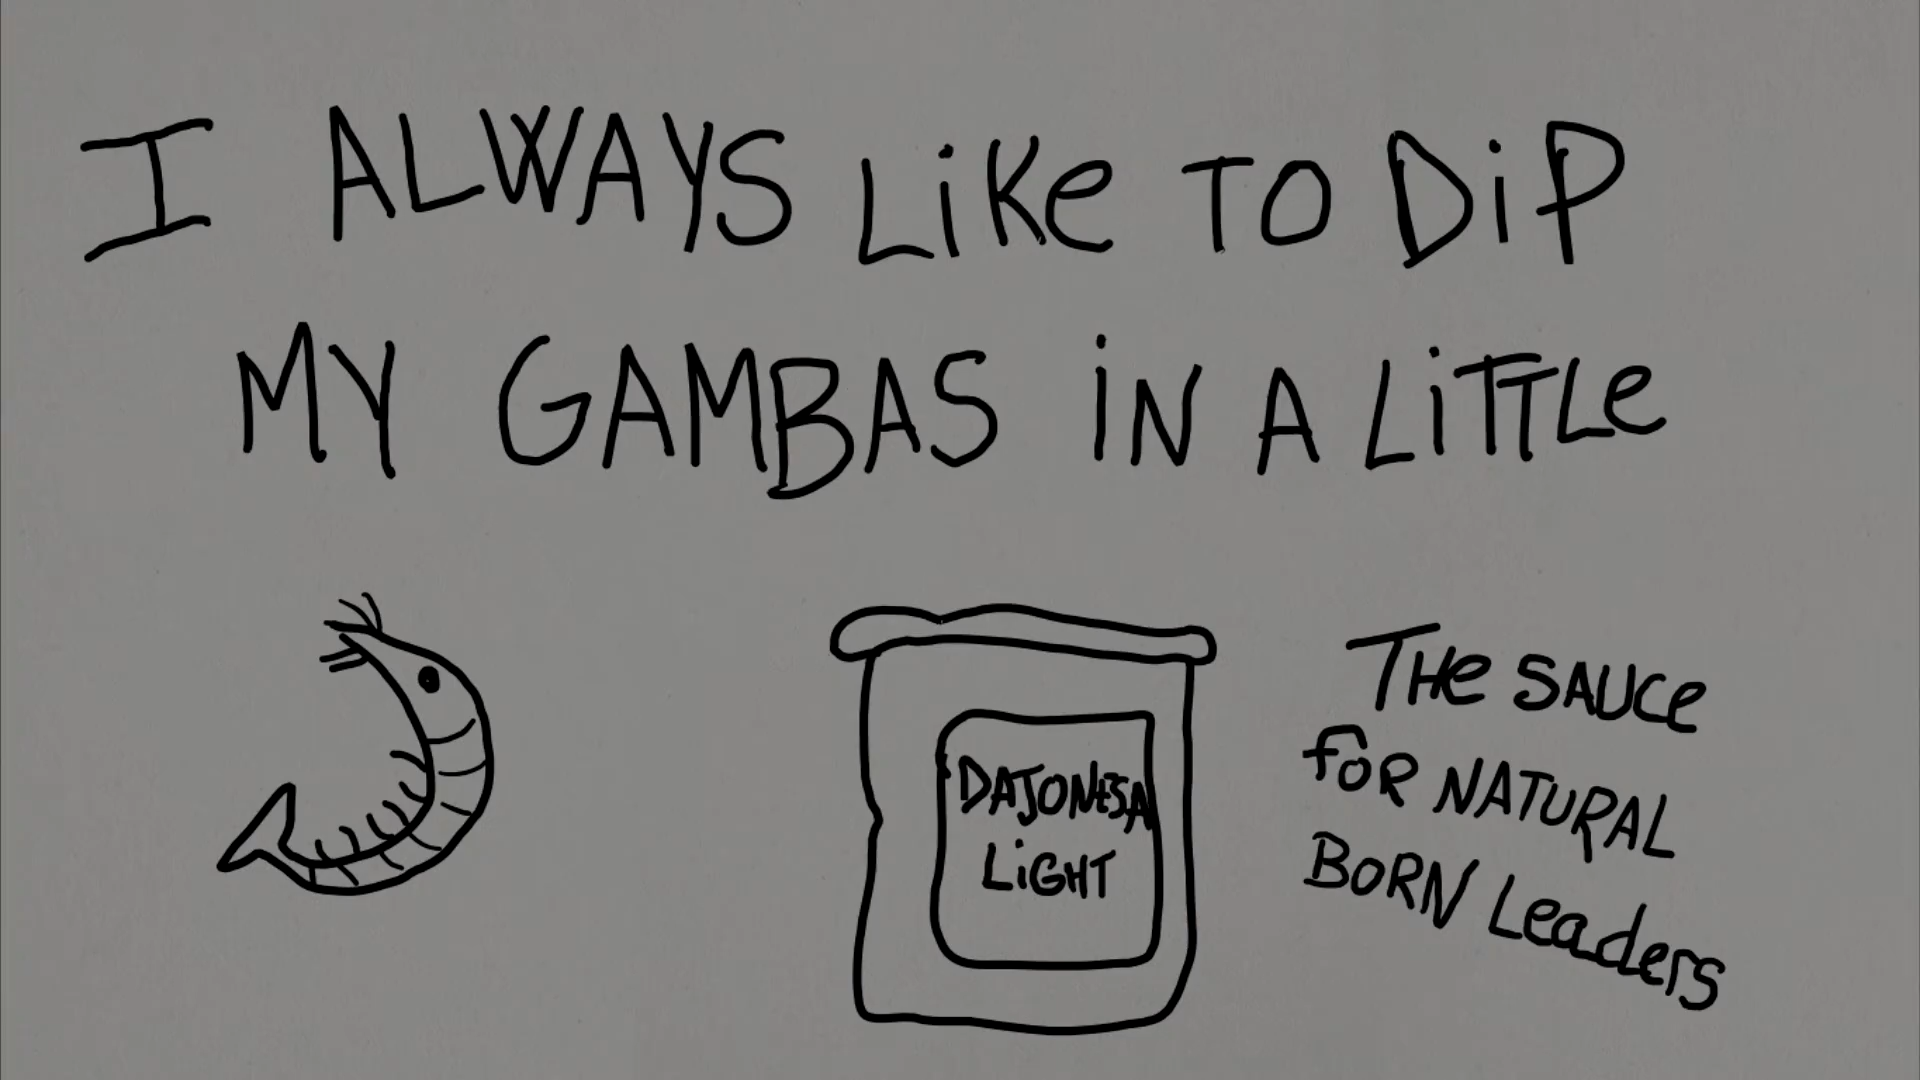 I ALWAYS LiKe TO DiP
MY GAMBAS iN A LiTTLe
DAJONESA
LiGHT
THe SAUCe
foR NATURAL
BORN Leaders